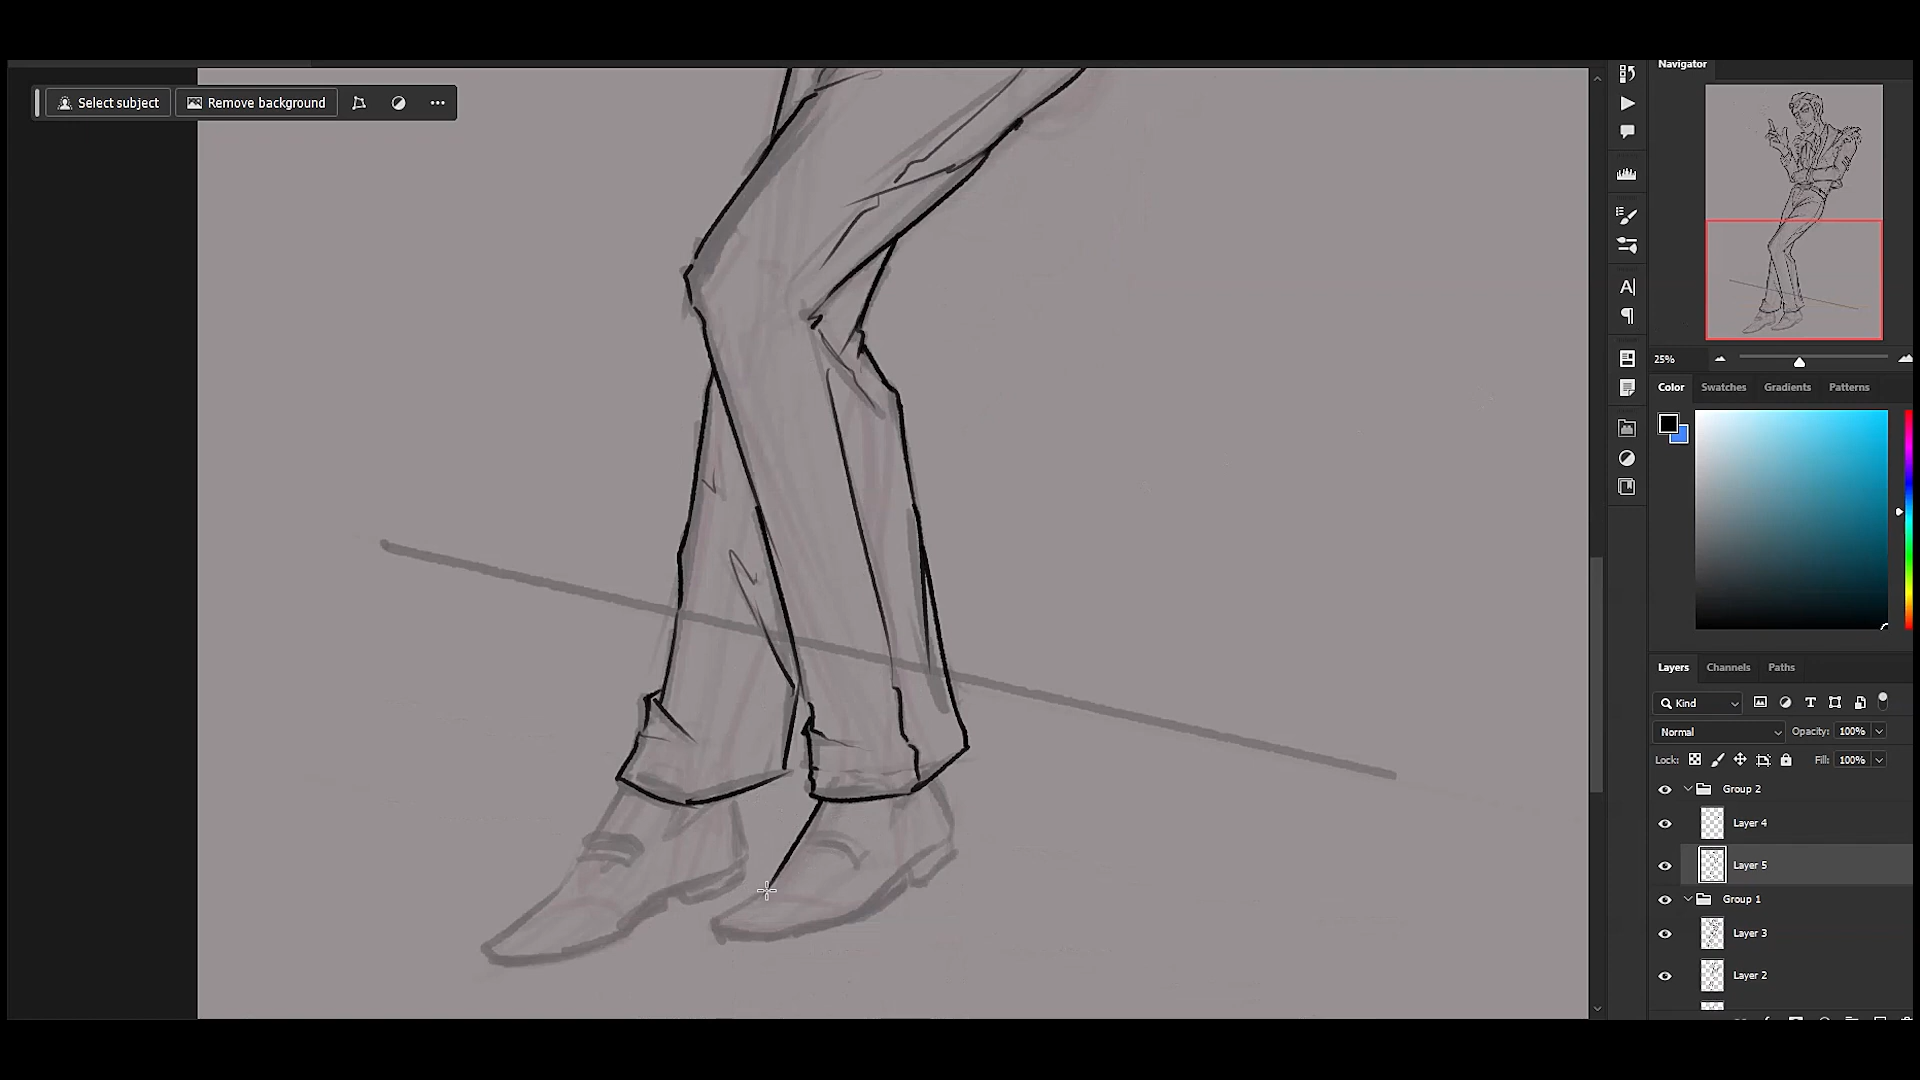 Navigator
Select subject
Remove background
25%
Color
Swatches
Gradients
Patterns
Layers
Channels
Paths
Kind
Normal
Opacity:
100%
Lock:
Fill:
100%
Group 2
Layer 4
Layer 5
Group 1
Layer 3
Layer 2